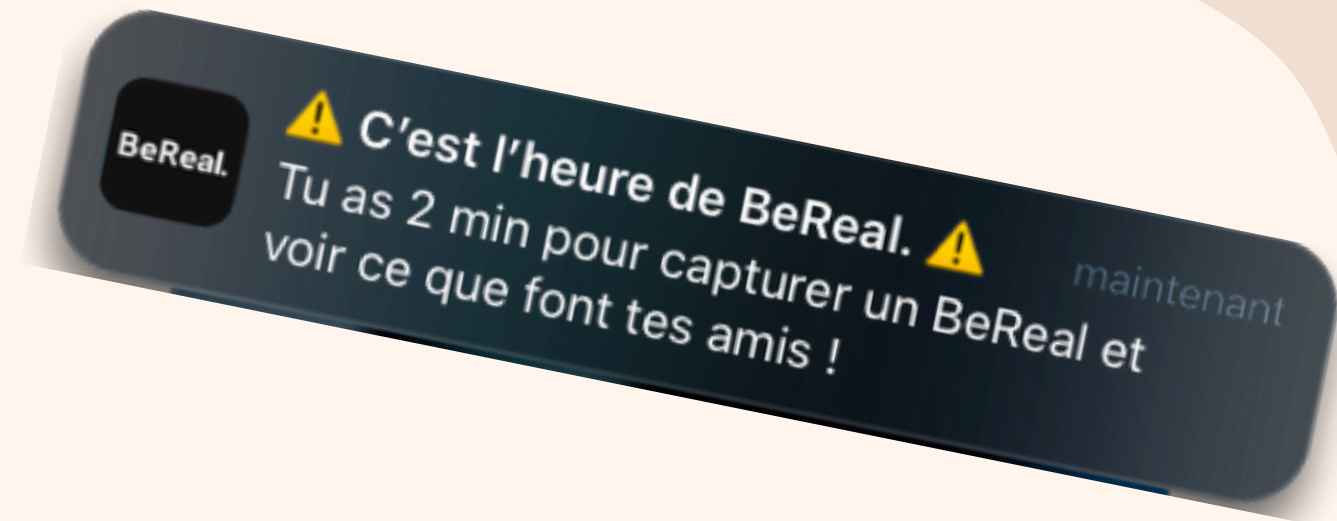 BeReal.
⚠️ C'est l'heure de BeReal. ⚠️
maintenant
Tu as 2 min pour capturer un BeReal et
voir ce que font tes amis !